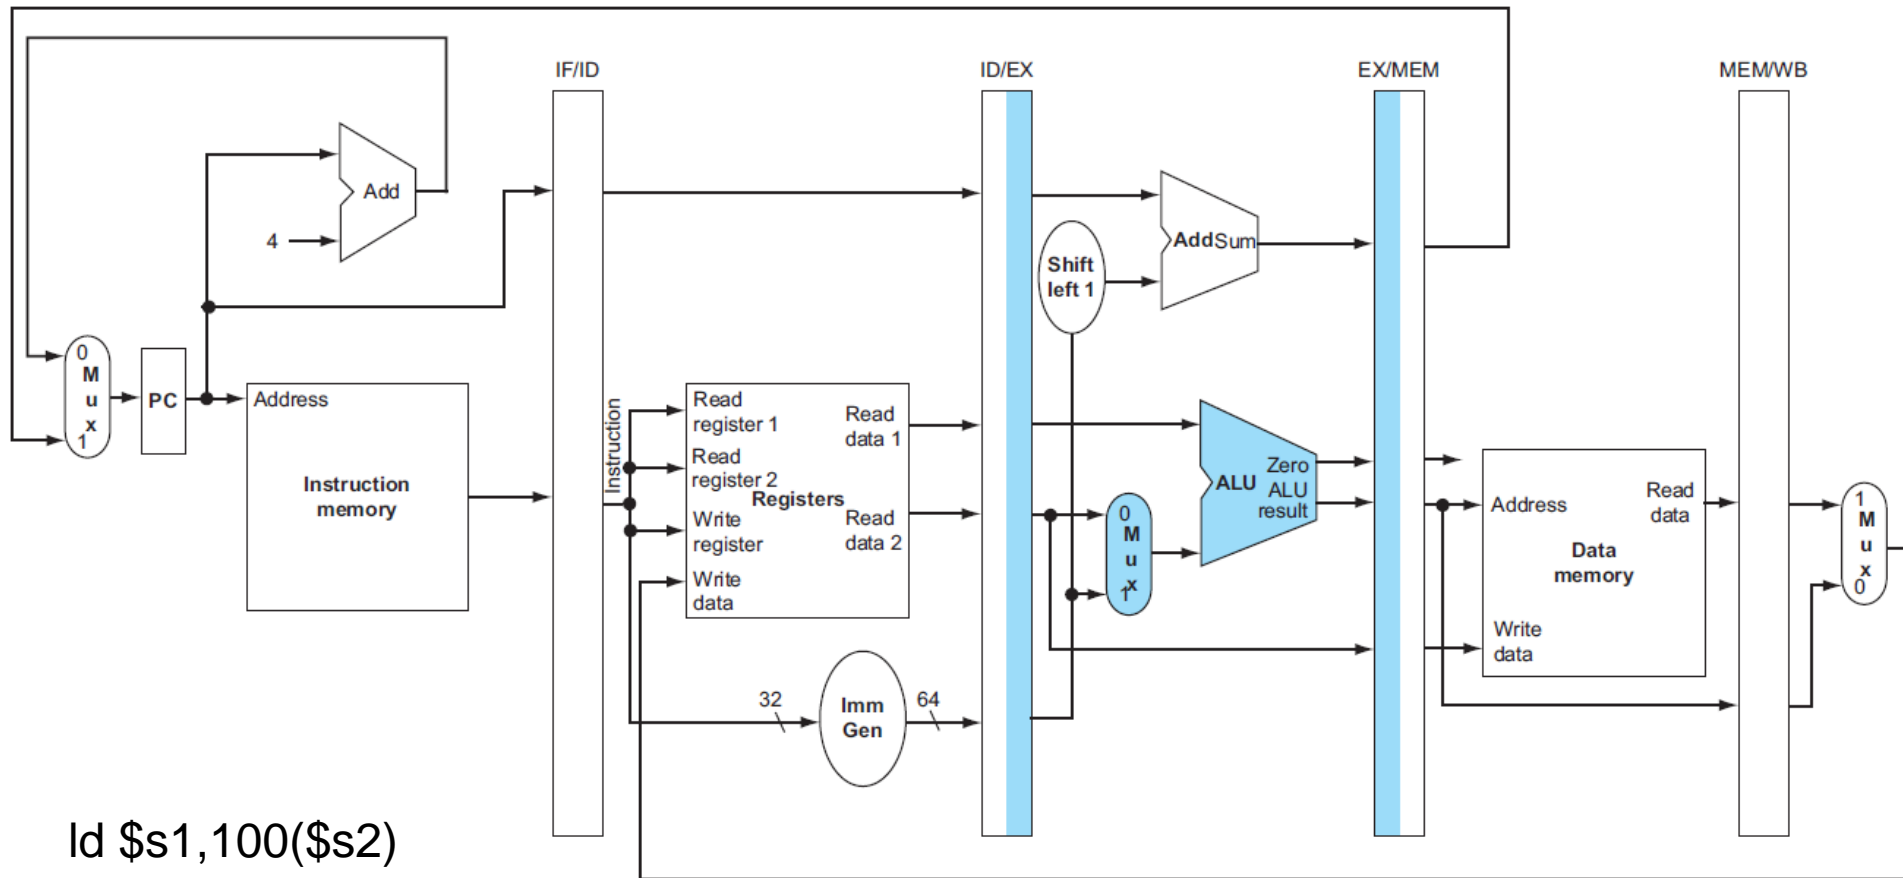 IF/ID
ID/EX
EX/MEM
MEM/WB
Add
4
Add Sum
Shift
left 1
0
M
u
x
1
PC
Address
Instruction
memory
Instruction
Read
register 1
Read
register 2
Write
register
Write
data
Registers
Read
data 1
Read
data 2
0
M
u
x
1
ALU
Zero
ALU
result
Address
Read
data
Data
memory
Write
data
1
M
u
x
0
32
Imm
Gen
64
ld $s1,100($s2)